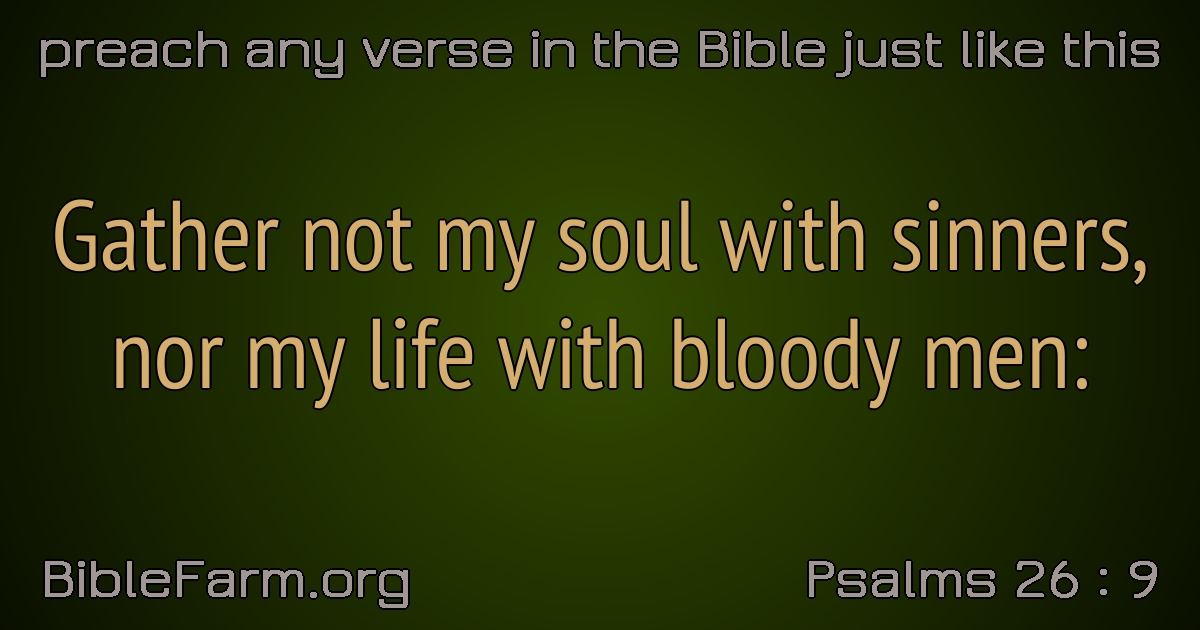 preach any verse in the Bible just like this
Gather not my soul with sinners,
nor my life with bloody men:
BibleFarm.org
Psalms 26 : 9